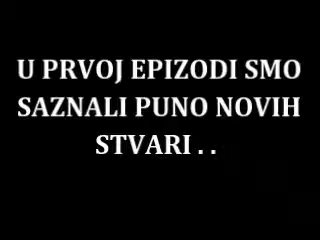 U PRVOJ EPIZODI SMO
SAZNALI PUNO NOVIH
STVARI . .